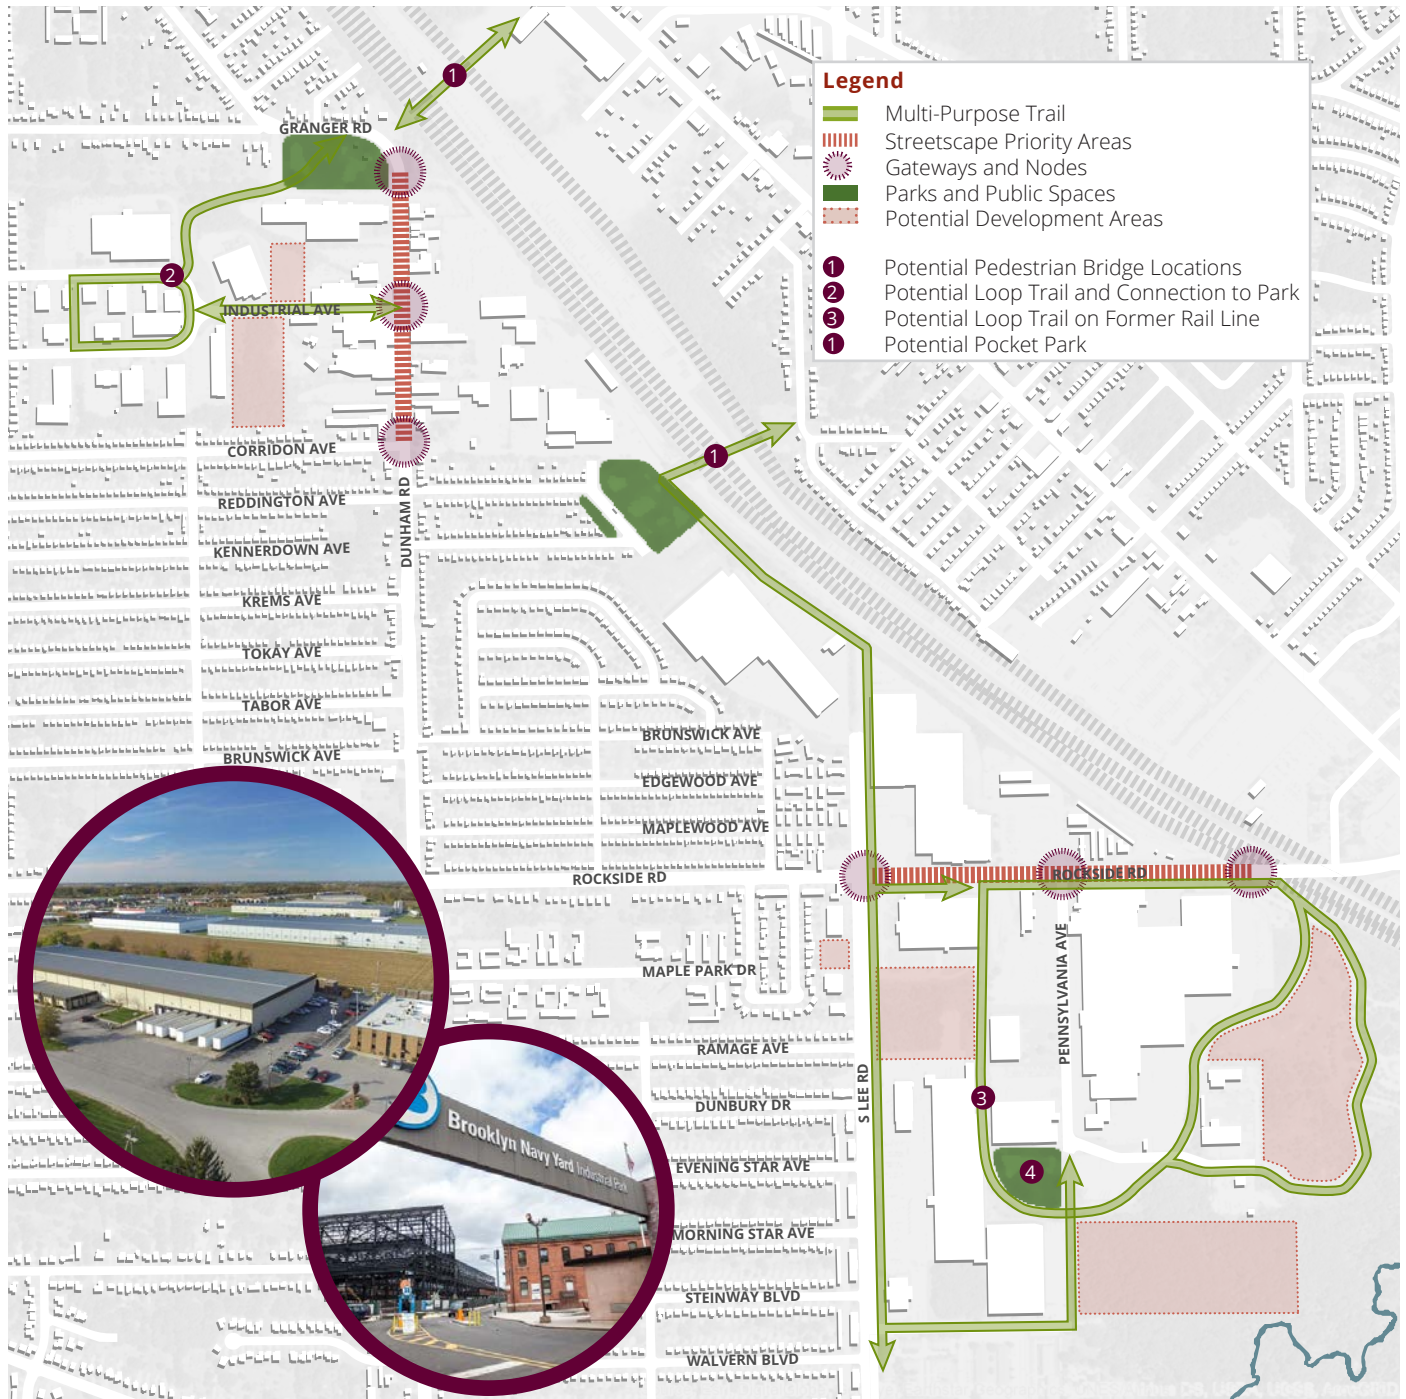 1
GRANGER RD
Legend
Multi-Purpose Trail
Streetscape Priority Areas
Gateways and Nodes
Parks and Public Spaces
Potential Development Areas
1 Potential Pedestrian Bridge Locations
2 Potential Loop Trail and Connection to Park
3 Potential Loop Trail on Former Rail Line
1 Potential Pocket Park
2
INDUSTRIAL AVE
CORRIDON AVE
1
REDDINGTON AVE
DUNHAM RD
KENNERDOWN AVE
KREMS AVE
TOKAY AVE
TABOR AVE
BRUNSWICK AVE
BRUNSWICK AVE
EDGEWOOD AVE
MAPLEWOOD AVE
ROCKSIDE RD
ROCKSIDE RD
MAPLE PARK DR
PENNSYLVANIA AVE
RAMAGE AVE
S LEE RD
DUNBURY DR
3
Brooklyn Navy Yard Industrial Park
EVENING STAR AVE
4
MORNING STAR AVE
STEINWAY BLVD
WALVERN BLVD